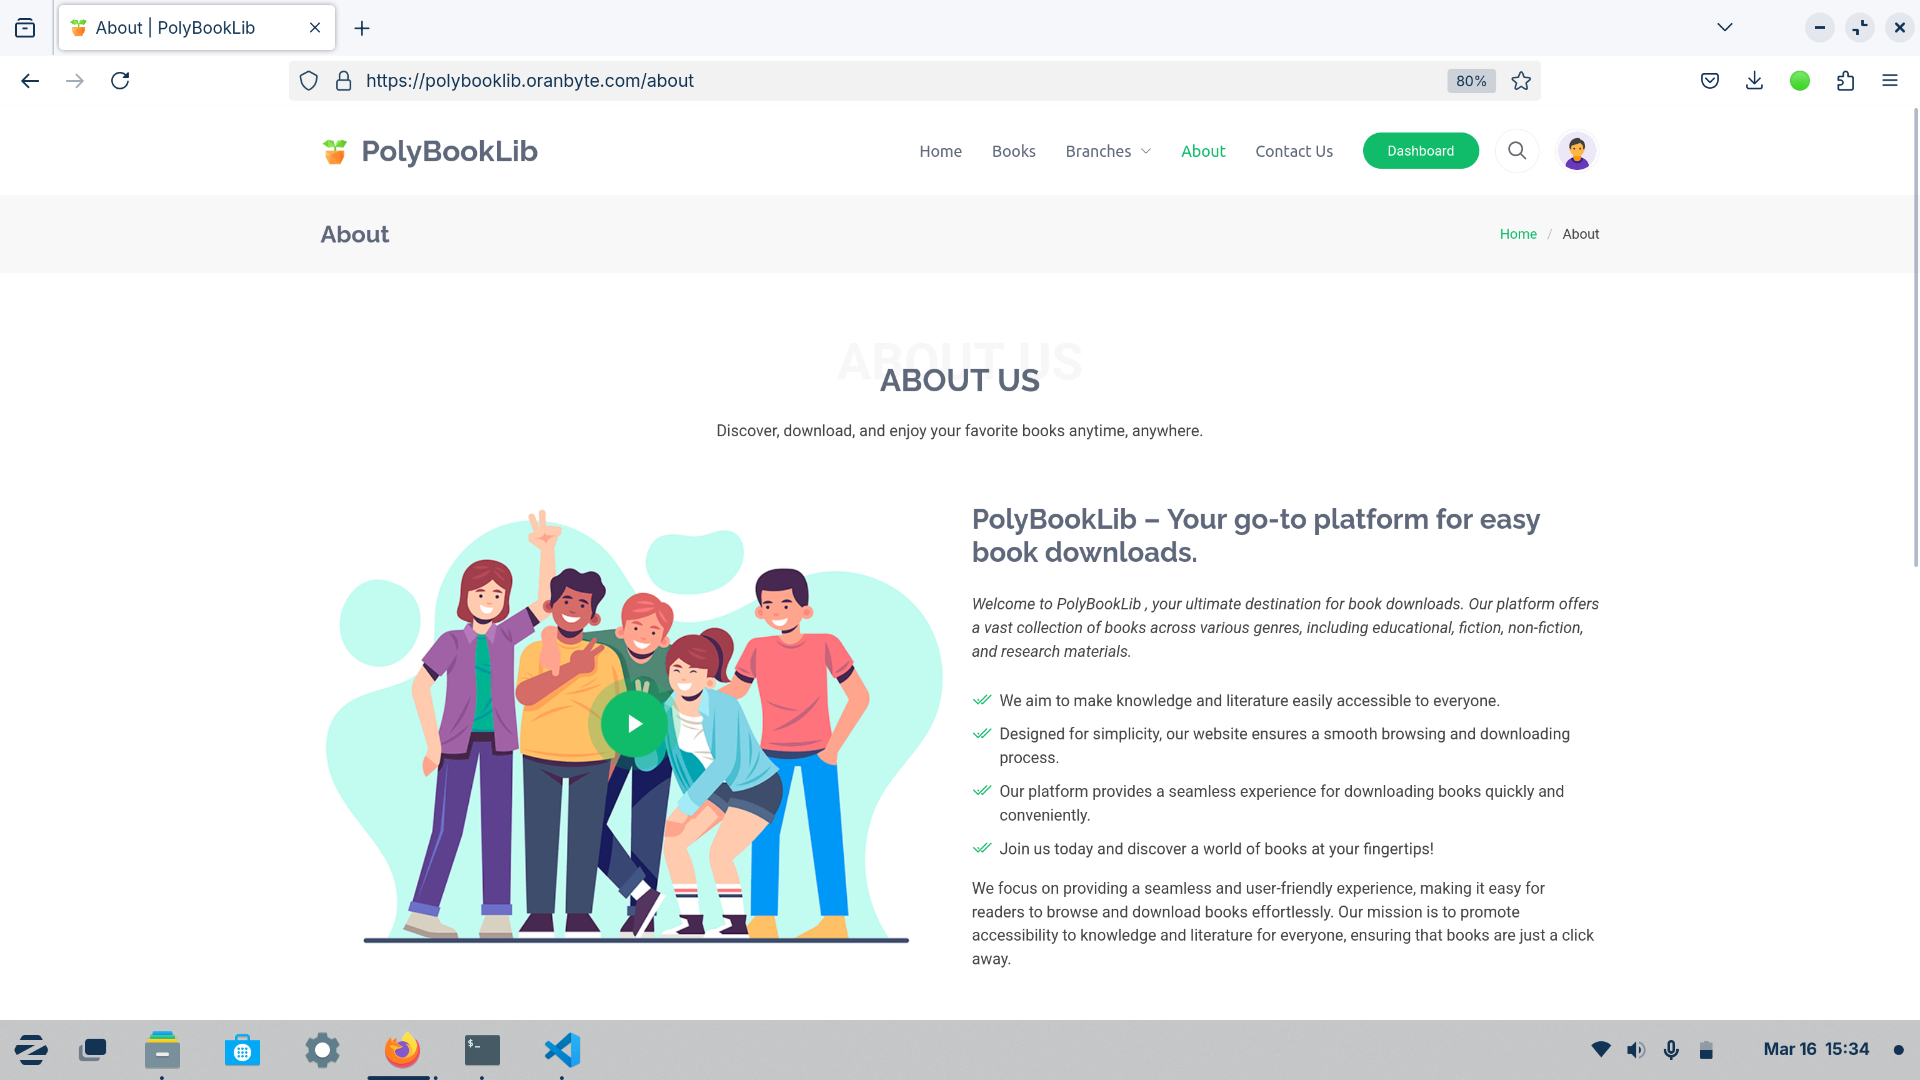 About | PolyBookLib
https://polybooklib.oranbyte.com/about
80%
PolyBookLib
Home
Books
Branches
About
Contact Us
Dashboard
About
Home / About
ABOUT US
ABOUT US
Discover, download, and enjoy your favorite books anytime, anywhere.
PolyBookLib – Your go-to platform for easy
book downloads.
Welcome to PolyBookLib , your ultimate destination for book downloads. Our platform offers
a vast collection of books across various genres, including educational, fiction, non-fiction,
and research materials.
We aim to make knowledge and literature easily accessible to everyone.
Designed for simplicity, our website ensures a smooth browsing and downloading
process.
Our platform provides a seamless experience for downloading books quickly and
conveniently.
Join us today and discover a world of books at your fingertips!
We focus on providing a seamless and user-friendly experience, making it easy for
readers to browse and download books effortlessly. Our mission is to promote
accessibility to knowledge and literature for everyone, ensuring that books are just a click
away.
$_
Mar 16 15:34